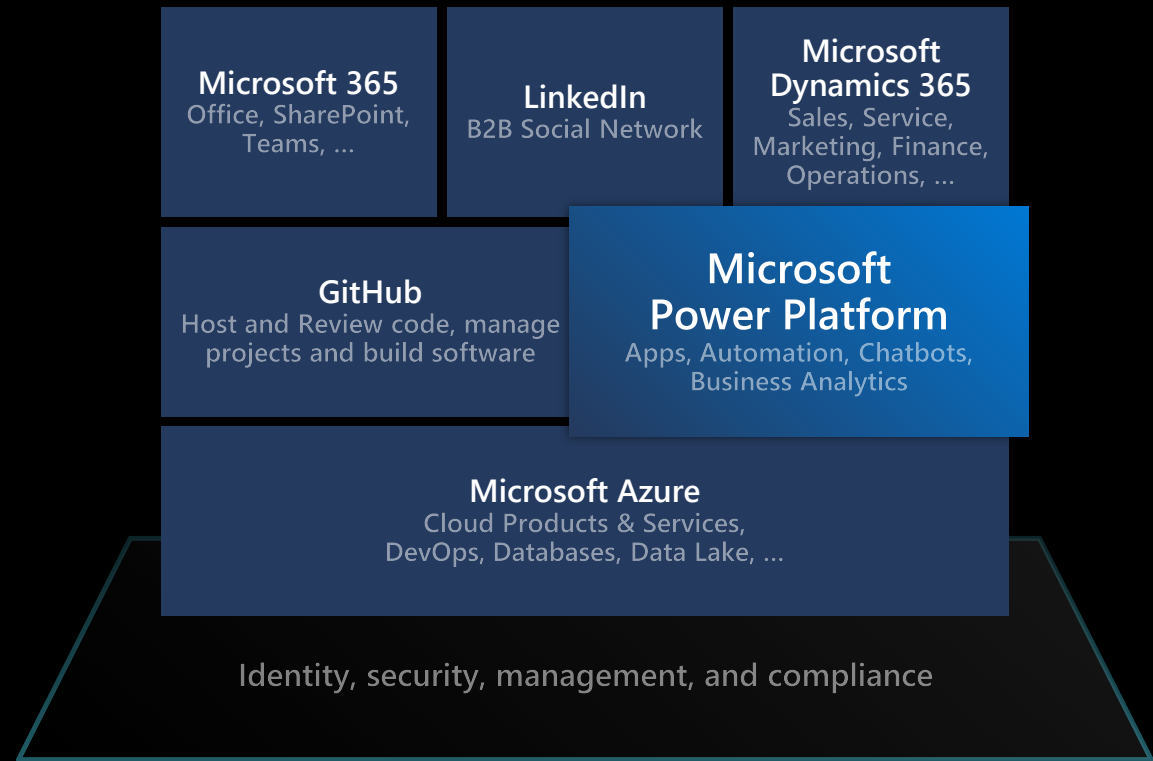 Microsoft 365
Office, SharePoint,
Teams, ...
LinkedIn
B2B Social Network
Microsoft
Dynamics 365
Sales, Service,
Marketing, Finance,
Operations, ...
GitHub
Host and Review code, manage
projects and build software
Microsoft
Power Platform
Apps, Automation, Chatbots,
Business Analytics
Microsoft Azure
Cloud Products & Services,
DevOps, Databases, Data Lake, ...
Identity, security, management, and compliance